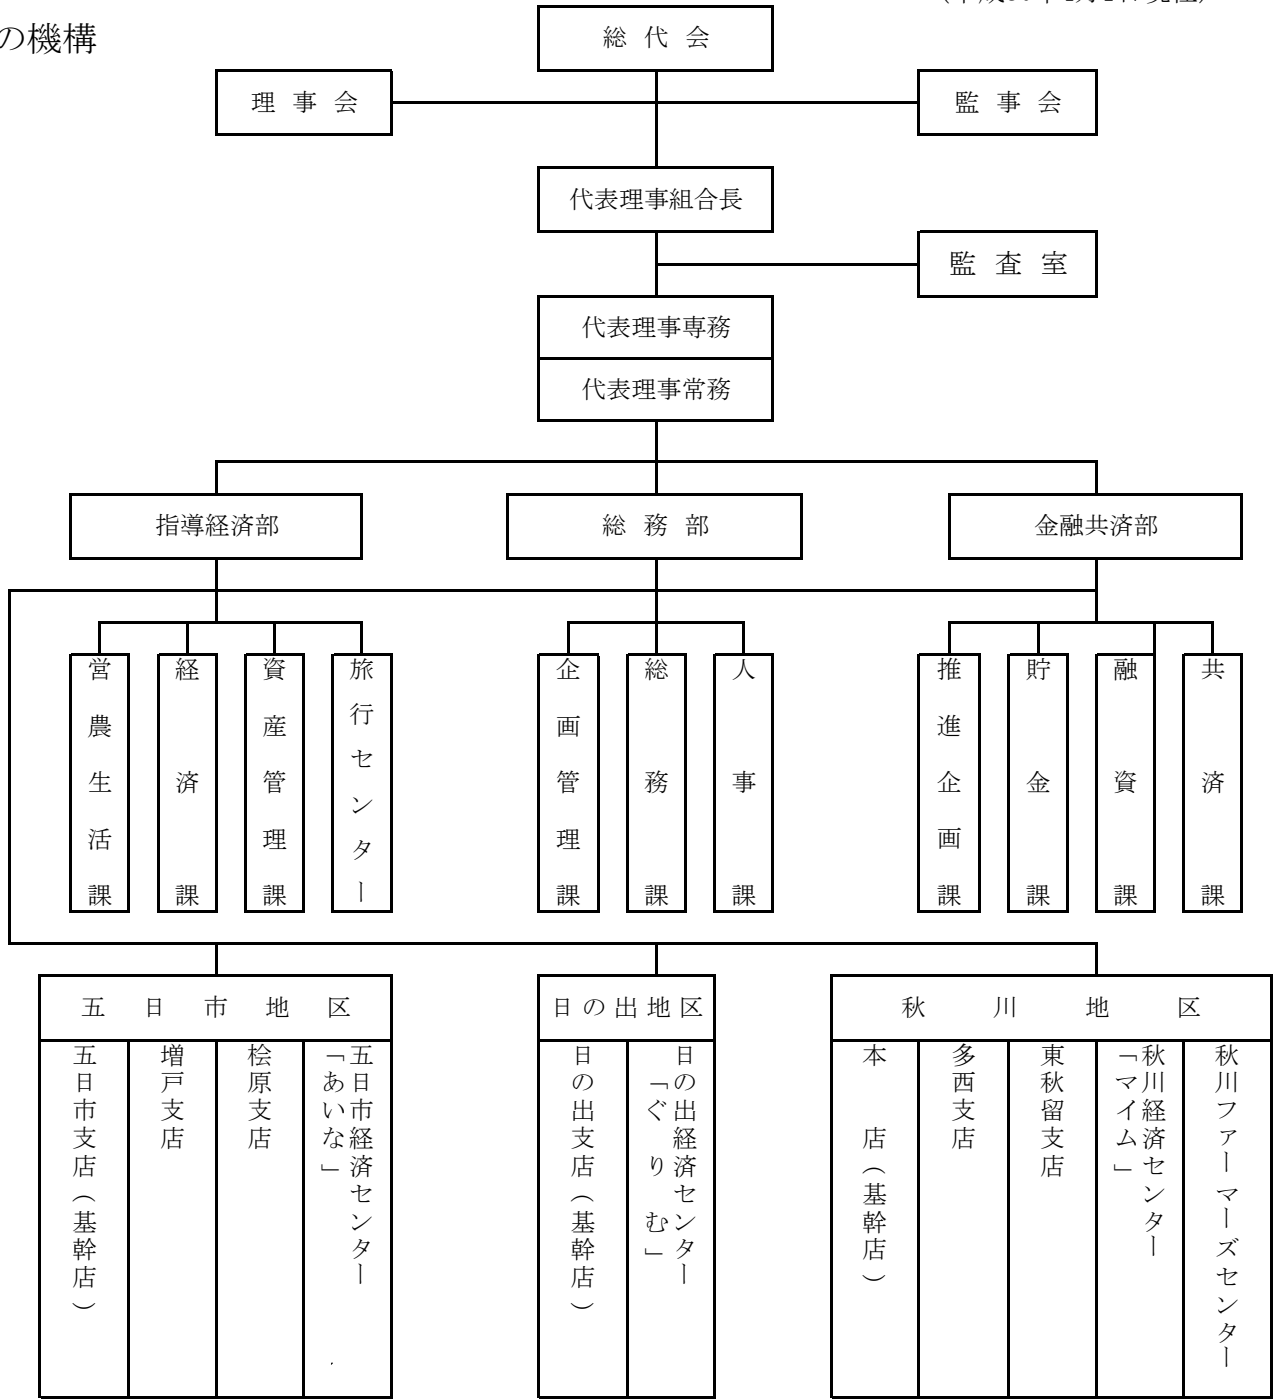 の機構
総代会
理事会
監事会
代表理事組合長
監査室
代表理事専務
代表理事常務
指導経済部
総務部
金融共済部
営農生活課
経済課
資産管理課
旅行センター
企画管理課
総務課
人事課
推進企画課
貯金課
融資課
共済課
五日市地区
五日市支店(基幹店)
増戸支店
桧原支店
五日市経済センター
「あいな」
日の出地区
日の出支店(基幹店)
日の出経済センター
「ぐりむ」
秋川地区
本店(基幹店)
多西支店
東秋留支店
秋川経済センター
「マイム」
秋川ファーマーズセンター